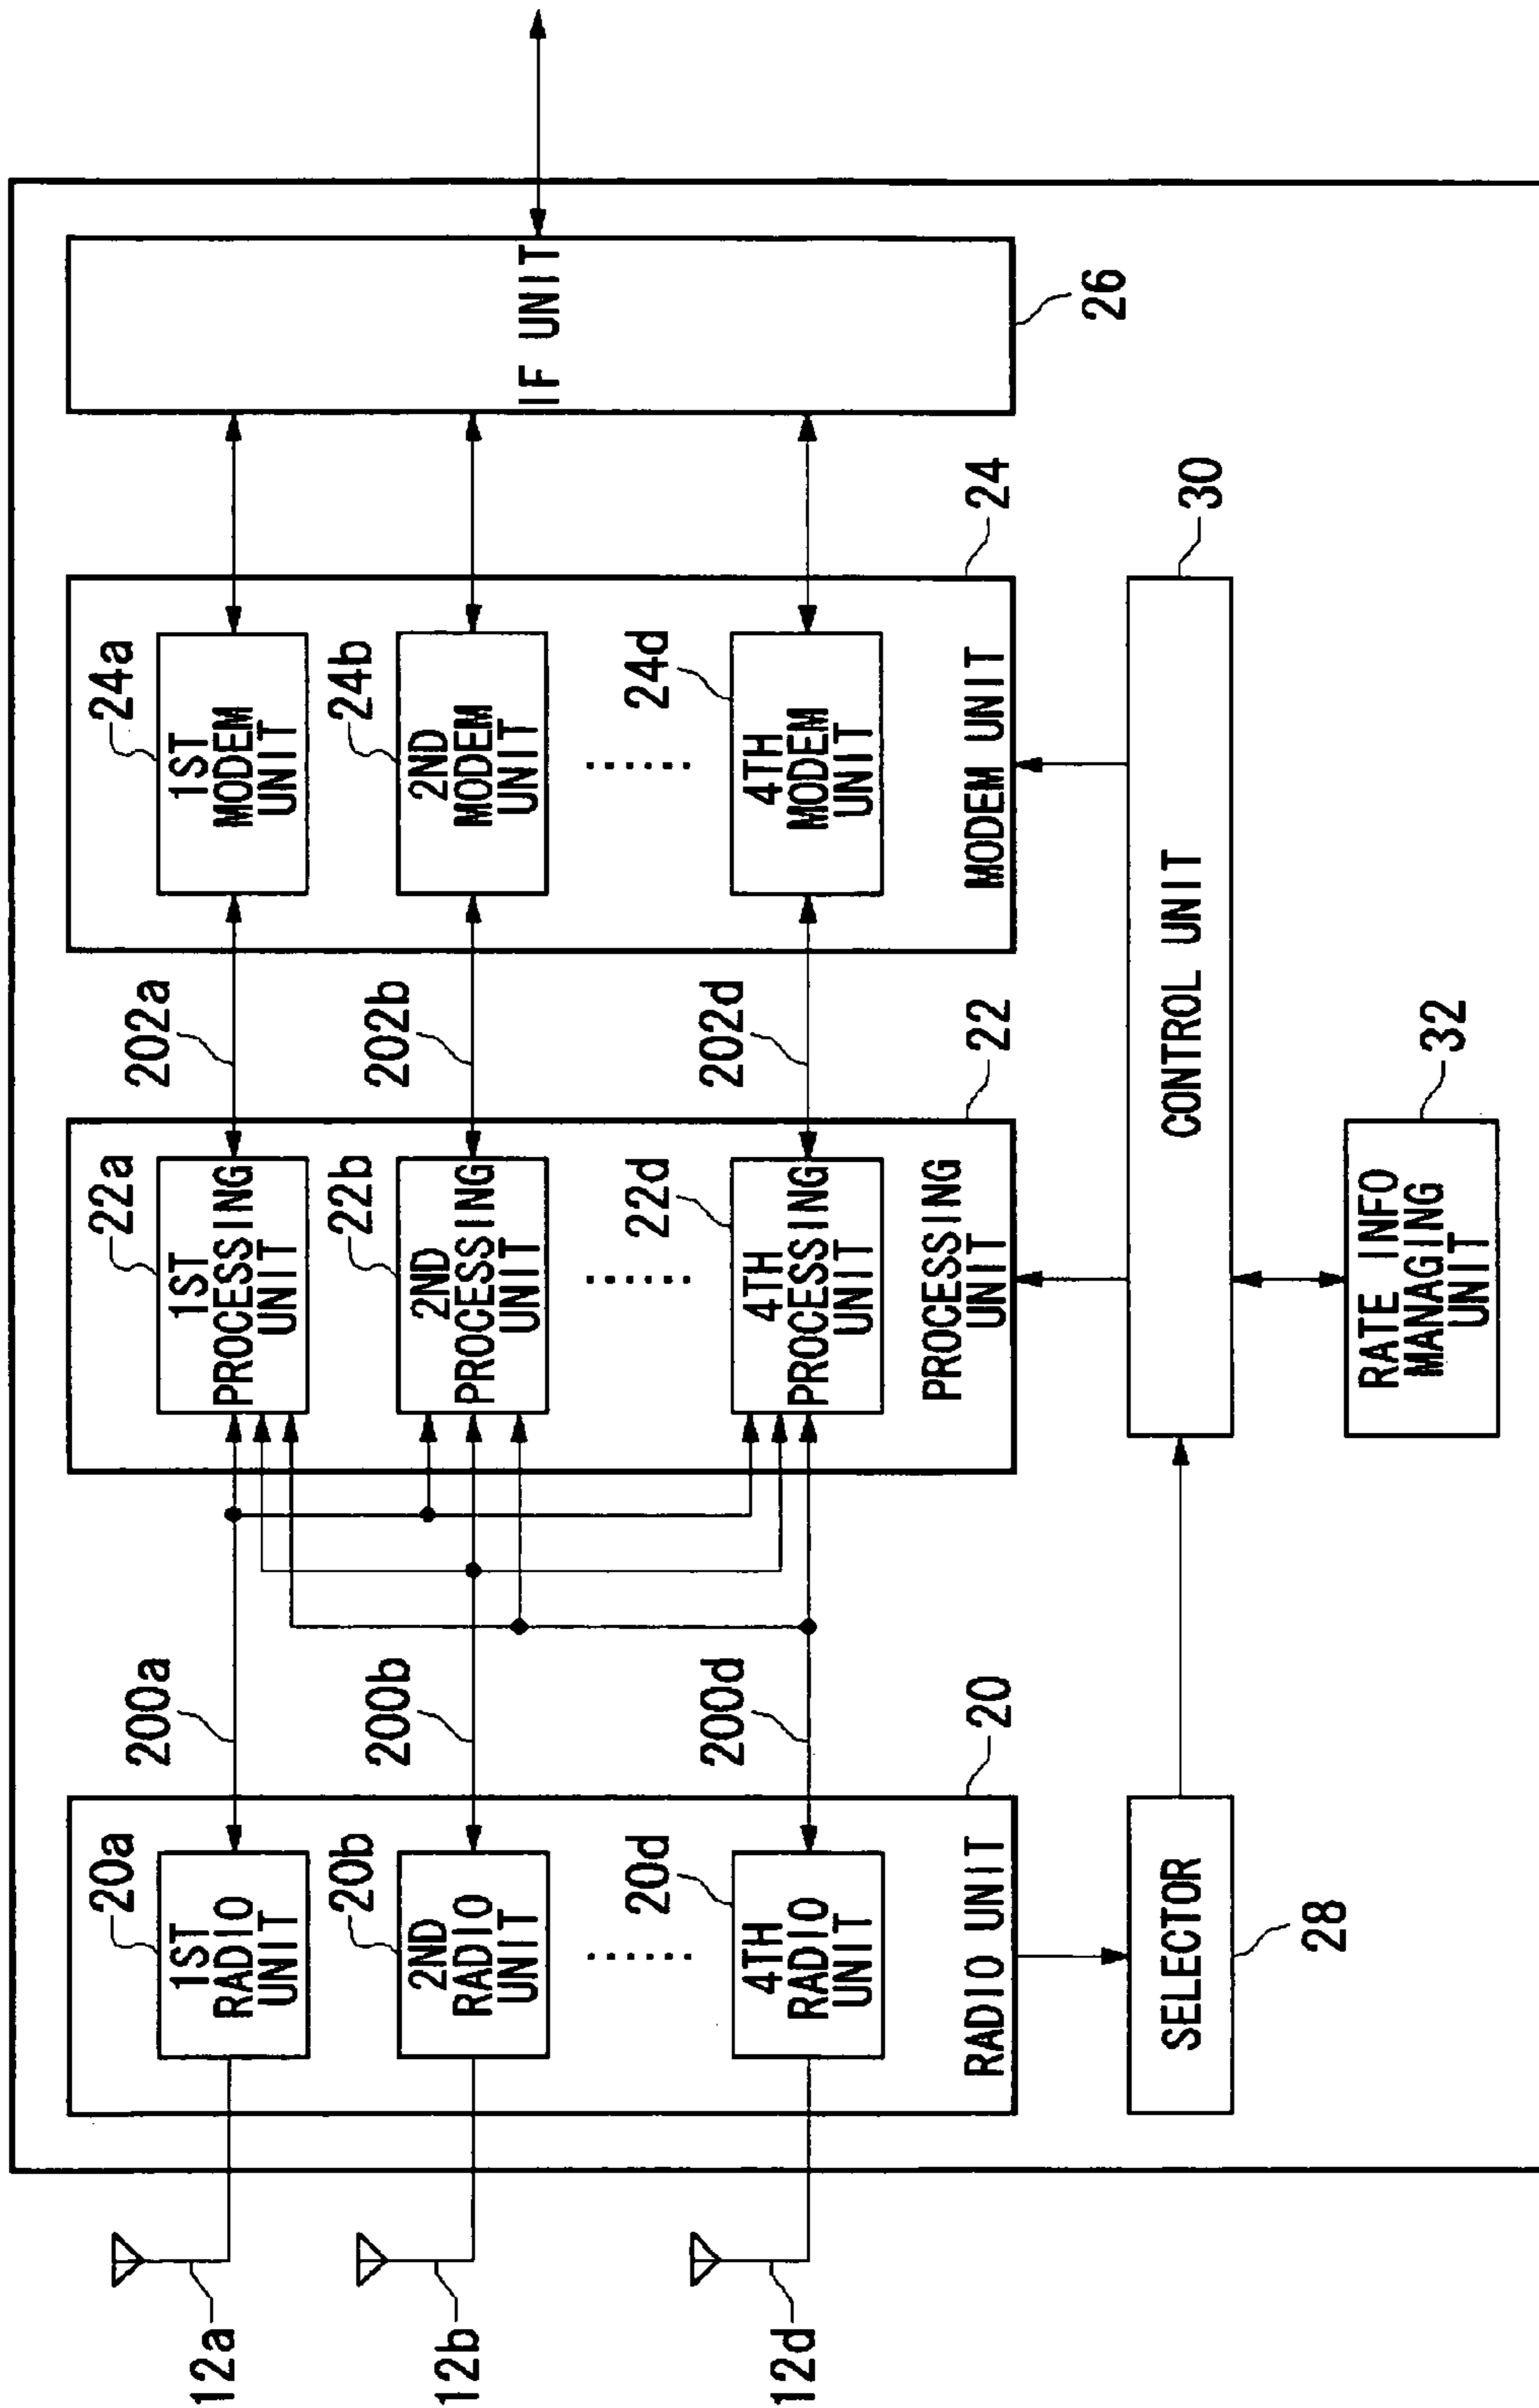 12a
12b
12d
20a
1ST
RADIO
UNIT
20b
2ND
RADIO
UNIT
......
20d
4TH
RADIO
UNIT
RADIO UNIT
20
200a
200b
200d
22a
1ST
PROCESSING
UNIT
22b
2ND
PROCESSING
UNIT
......
22d
4TH
PROCESSING
UNIT
PROCESSING
UNIT
22
202a
202b
202d
24a
1ST
MODEM
UNIT
24b
2ND
MODEM
UNIT
......
24d
4TH
MODEM
UNIT
MODEM UNIT
24
IF UNIT
26
SELECTOR
28
CONTROL UNIT
30
RATE INFO
MANAGING
UNIT
32